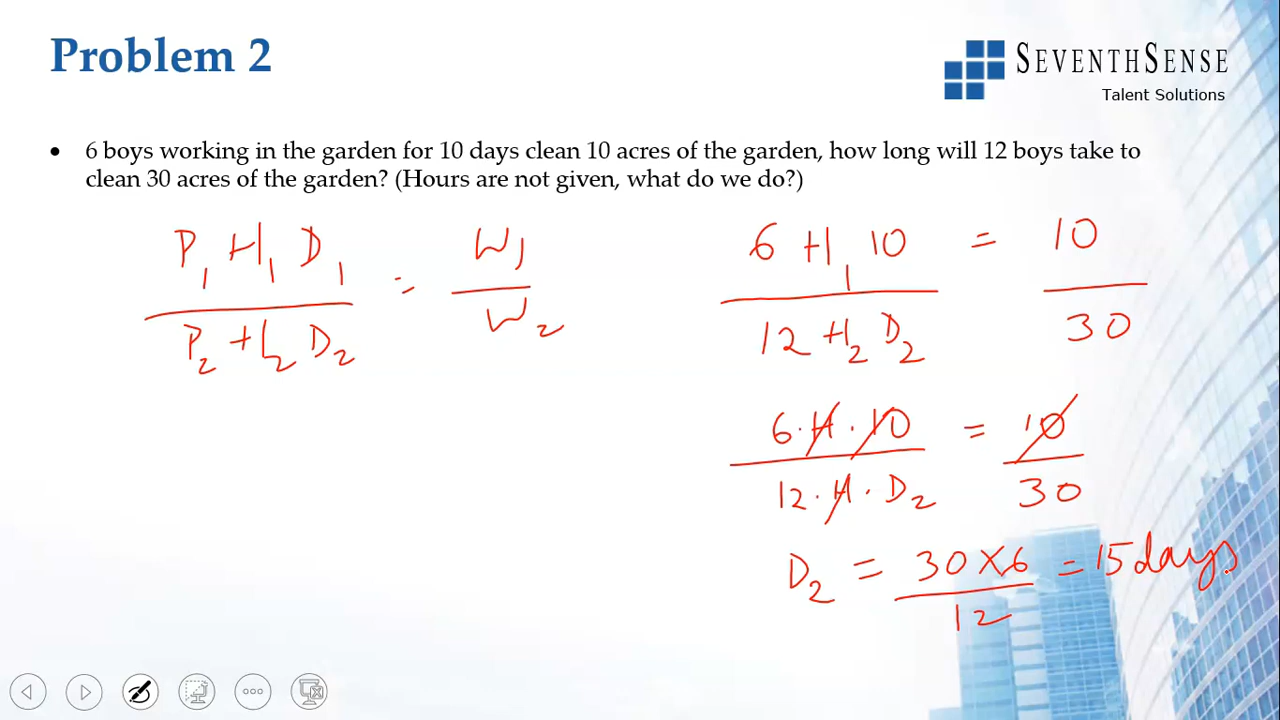 Problem 2
SEVENTHSENSE
Talent Solutions
• 6 boys working in the garden for 10 days clean 10 acres of the garden, how long will 12 boys take to
clean 30 acres of the garden? (Hours are not given, what do we do?)
P₁ H₁ D₁ / P₂ H₂ D₂ = W₁ / W₂
6 H₁ 10 / 12 H₂ D₂ = 10 / 30
6 · H · 10 / 12 · H · D₂ = 10 / 30
D₂ = 30 × 6 / 12 = 15 days